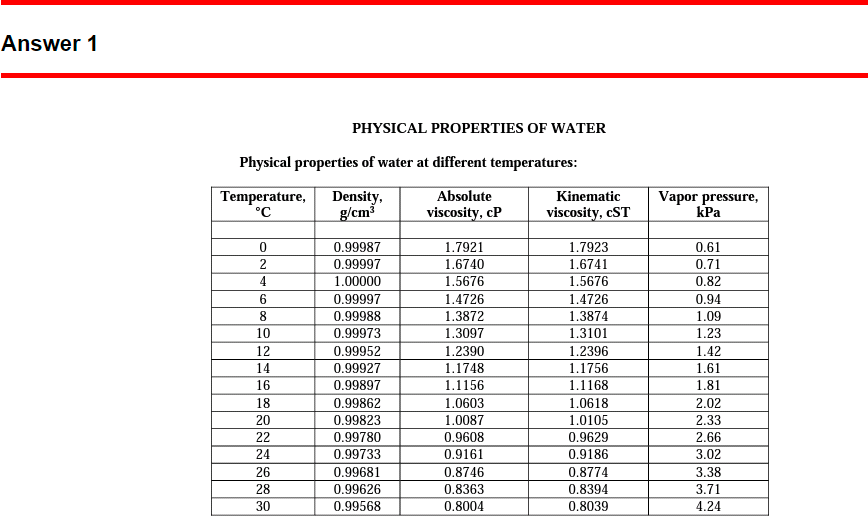 Answer 1
PHYSICAL PROPERTIES OF WATER
Physical properties of water at different temperatures:
Temperature, °C Density, g/cm³ Absolute viscosity, cP Kinematic viscosity, cST Vapor pressure, kPa
0 0.99987 1.7921 1.7923 0.61
2 0.99997 1.6740 1.6741 0.71
4 1.00000 1.5676 1.5676 0.82
6 0.99997 1.4726 1.4726 0.94
8 0.99988 1.3872 1.3874 1.09
10 0.99973 1.3097 1.3101 1.23
12 0.99952 1.2390 1.2396 1.42
14 0.99927 1.1748 1.1756 1.61
16 0.99897 1.1156 1.1168 1.81
18 0.99862 1.0603 1.0618 2.02
20 0.99823 1.0087 1.0105 2.33
22 0.99780 0.9608 0.9629 2.66
24 0.99733 0.9161 0.9186 3.02
26 0.99681 0.8746 0.8774 3.38
28 0.99626 0.8363 0.8394 3.71
30 0.99568 0.8004 0.8039 4.24